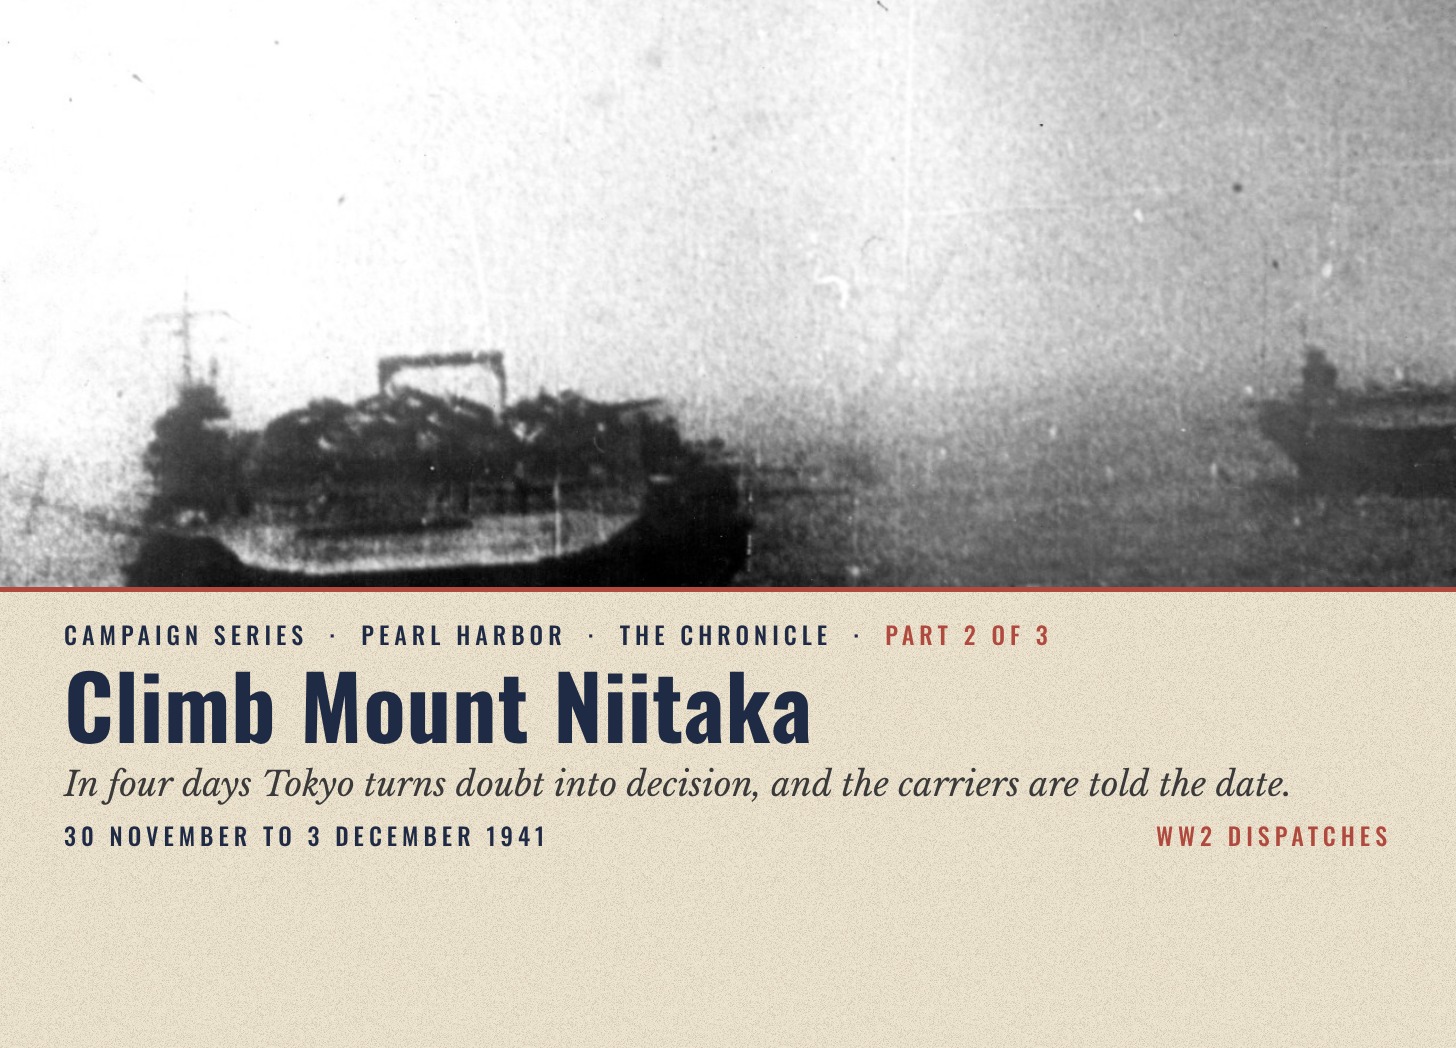 CAMPAIGN SERIES · PEARL HARBOR · THE CHRONICLE · PART 2 OF 3
Climb Mount Niitaka
In four days Tokyo turns doubt into decision, and the carriers are told the date.
30 NOVEMBER TO 3 DECEMBER 1941
WW2 DISPATCHES